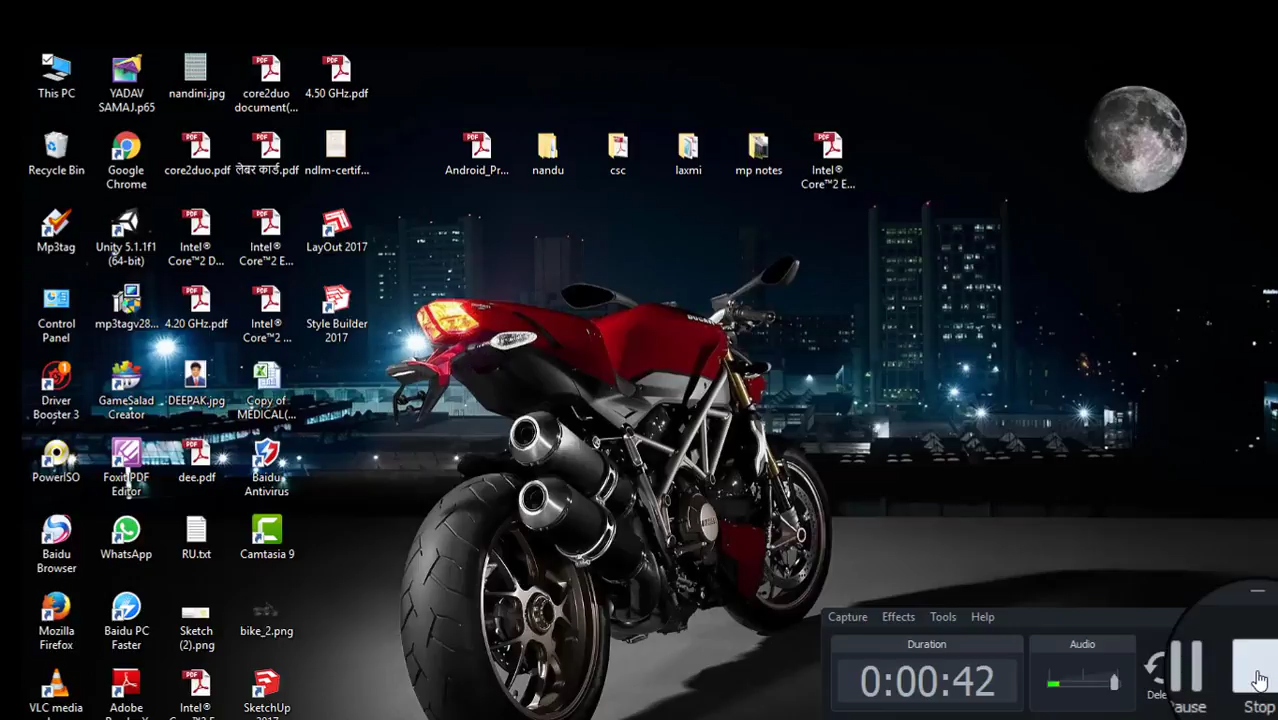 This PC
YADAV
SAMAJ.p65
nandini.jpg
core2duo
document(...
4.50 GHz.pdf
Recycle Bin
Google
Chrome
core2duo.pdf
लेबर कार्ड.pdf
ndlm-certif...
Android_Pr...
nandu
csc
laxmi
mp notes
Intel®
Core™2 E...
Mp3tag
Unity 5.1.1f1
(64-bit)
Intel®
Core™2 D...
Intel®
Core™2 E...
LayOut 2017
Control
Panel
mp3tagv28...
4.20 GHz.pdf
Intel®
Core™2 ...
Style Builder
2017
Driver
Booster 3
GameSalad
Creator
DEEPAK.jpg
Copy of
MEDICAL(...
PowerISO
Foxit PDF
Editor
dee.pdf
Baidu
Antivirus
Baidu
Browser
WhatsApp
RU.txt
Camtasia 9
Mozilla
Firefox
Baidu PC
Faster
Sketch
(2).png
bike_2.png
VLC media
Adobe
Intel®
SketchUp
Capture Effects Tools Help
Duration
0:00:42
Audio
Dele
Pause
Stop